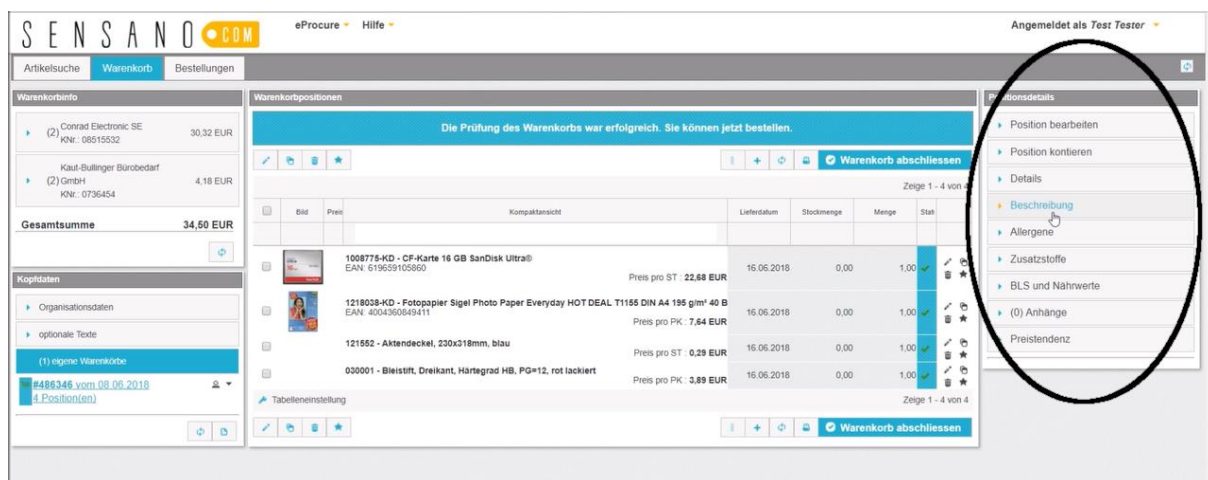 SENSANO COM
eProcure Hilfe
Angemeldet als Test Tester
Artikelsuche Warenkorb Bestellungen
Warenkorbinfo
(2) Conrad Electronic SE 30,32 EUR
KNr.: 08515532
Kaut-Bullinger Bürobedarf
(2) GmbH 4,18 EUR
KNr.: 0736454
Gesamtsumme 34,50 EUR
Kopfdaten
Organisationsdaten
optionale Texte
(1) eigene Warenkörbe
#486346 vom 08.06.2018
4 Position(en)
Warenkorbpositionen
Die Prüfung des Warenkorbs war erfolgreich. Sie können jetzt bestellen.
Warenkorb abschliessen
Zeige 1 - 4 von 4
Bild Preis Kompaktansicht Lieferdatum Stockmenge Menge Stat
1008775-KD - CF-Karte 16 GB SanDisk Ultra®
EAN: 619659105860
Preis pro ST : 22,68 EUR 16.06.2018 0,00 1,00
1218038-KD - Fotopapier Sigel Photo Paper Everyday HOT DEAL T1155 DIN A4 195 g/m² 40 B
EAN: 4004360849411
Preis pro PK : 7,64 EUR 16.06.2018 0,00 1,00
121552 - Aktendeckel, 230x318mm, blau
Preis pro ST : 0,29 EUR 16.06.2018 0,00 1,00
030001 - Bleistift, Dreikant, Härtegrad HB, PG=12, rot lackiert
Preis pro PK : 3,89 EUR 16.06.2018 0,00 1,00
Tabelleneinstellung Zeige 1 - 4 von 4
Warenkorb abschliessen
Positionsdetails
Position bearbeiten
Position kontieren
Details
Beschreibung
Allergene
Zusatzstoffe
BLS und Nährwerte
(0) Anhänge
Preistendenz